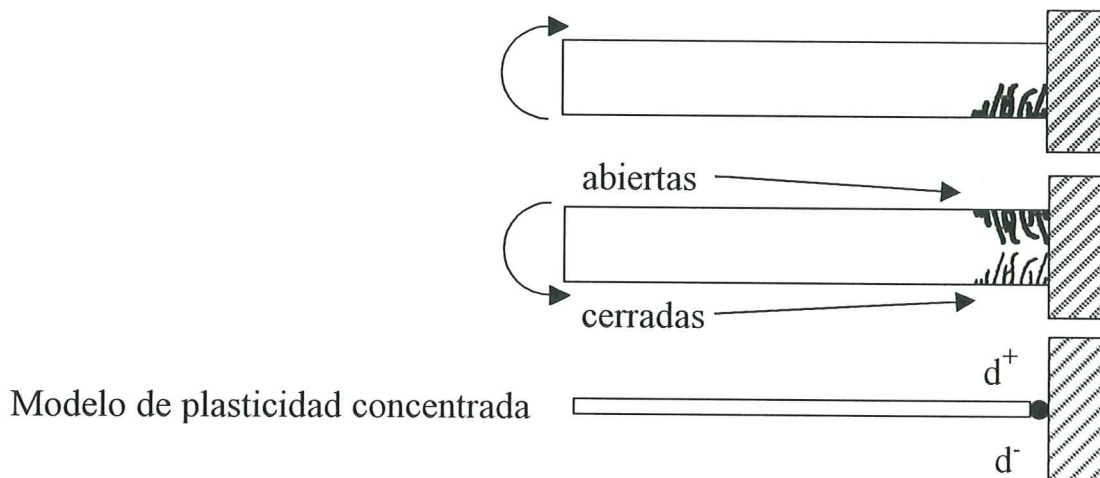 abiertas
cerradas
d⁺
Modelo de plasticidad concentrada
d⁻